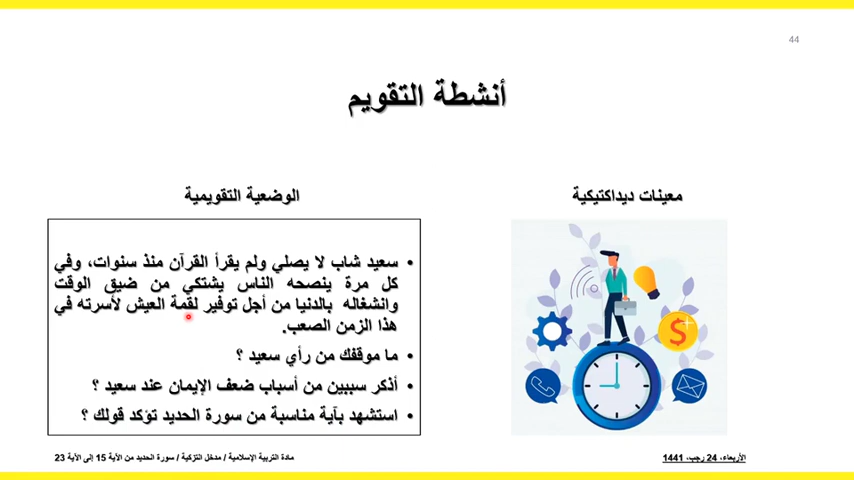 44
أنشطة التقويم
معينات ديداكتيكية
الوضعية التقويمية
• سعيد شاب لا يصلي ولم يقرأ القرآن منذ سنوات، وفي
كل مرة ينصحه الناس يشتكي من ضيق الوقت
وانشغاله بالدنيا من أجل توفير لقمة العيش لأسرته في
هذا الزمن الصعب.
• ما موقفك من رأي سعيد ؟
• أذكر سببين من أسباب ضعف الإيمان عند سعيد ؟
• استشهد بآية مناسبة من سورة الحديد تؤكد قولك ؟
الأربعاء، 24 رجب، 1441
مادة التربية الإسلامية / مدخل التزكية / سورة الحديد من الآية 15 إلى الآية 23